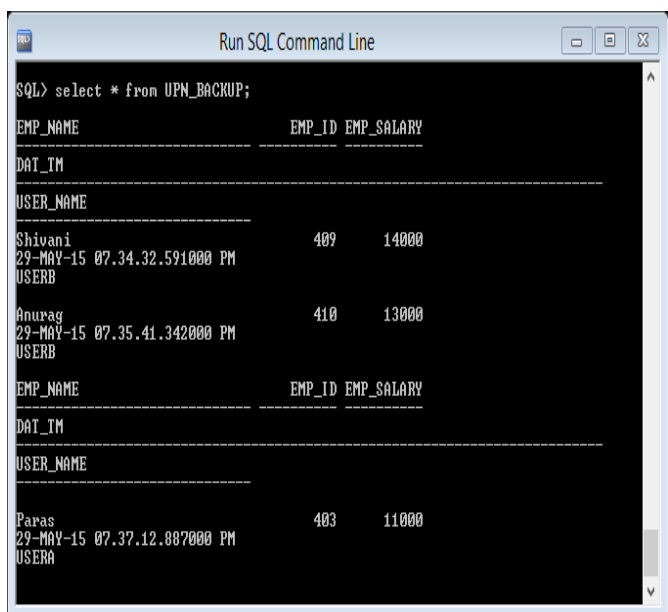 Run SQL Command Line
SQL> select * from UPN_BACKUP;
EMP_NAME EMP_ID EMP_SALARY
DAT_TM
USER_NAME
Shivani 409 14000
29-MAY-15 07.34.32.591000 PM
USERB
Anurag 410 13000
29-MAY-15 07.35.41.342000 PM
USERB
EMP_NAME EMP_ID EMP_SALARY
DAT_TM
USER_NAME
Paras 403 11000
29-MAY-15 07.37.12.887000 PM
USERA